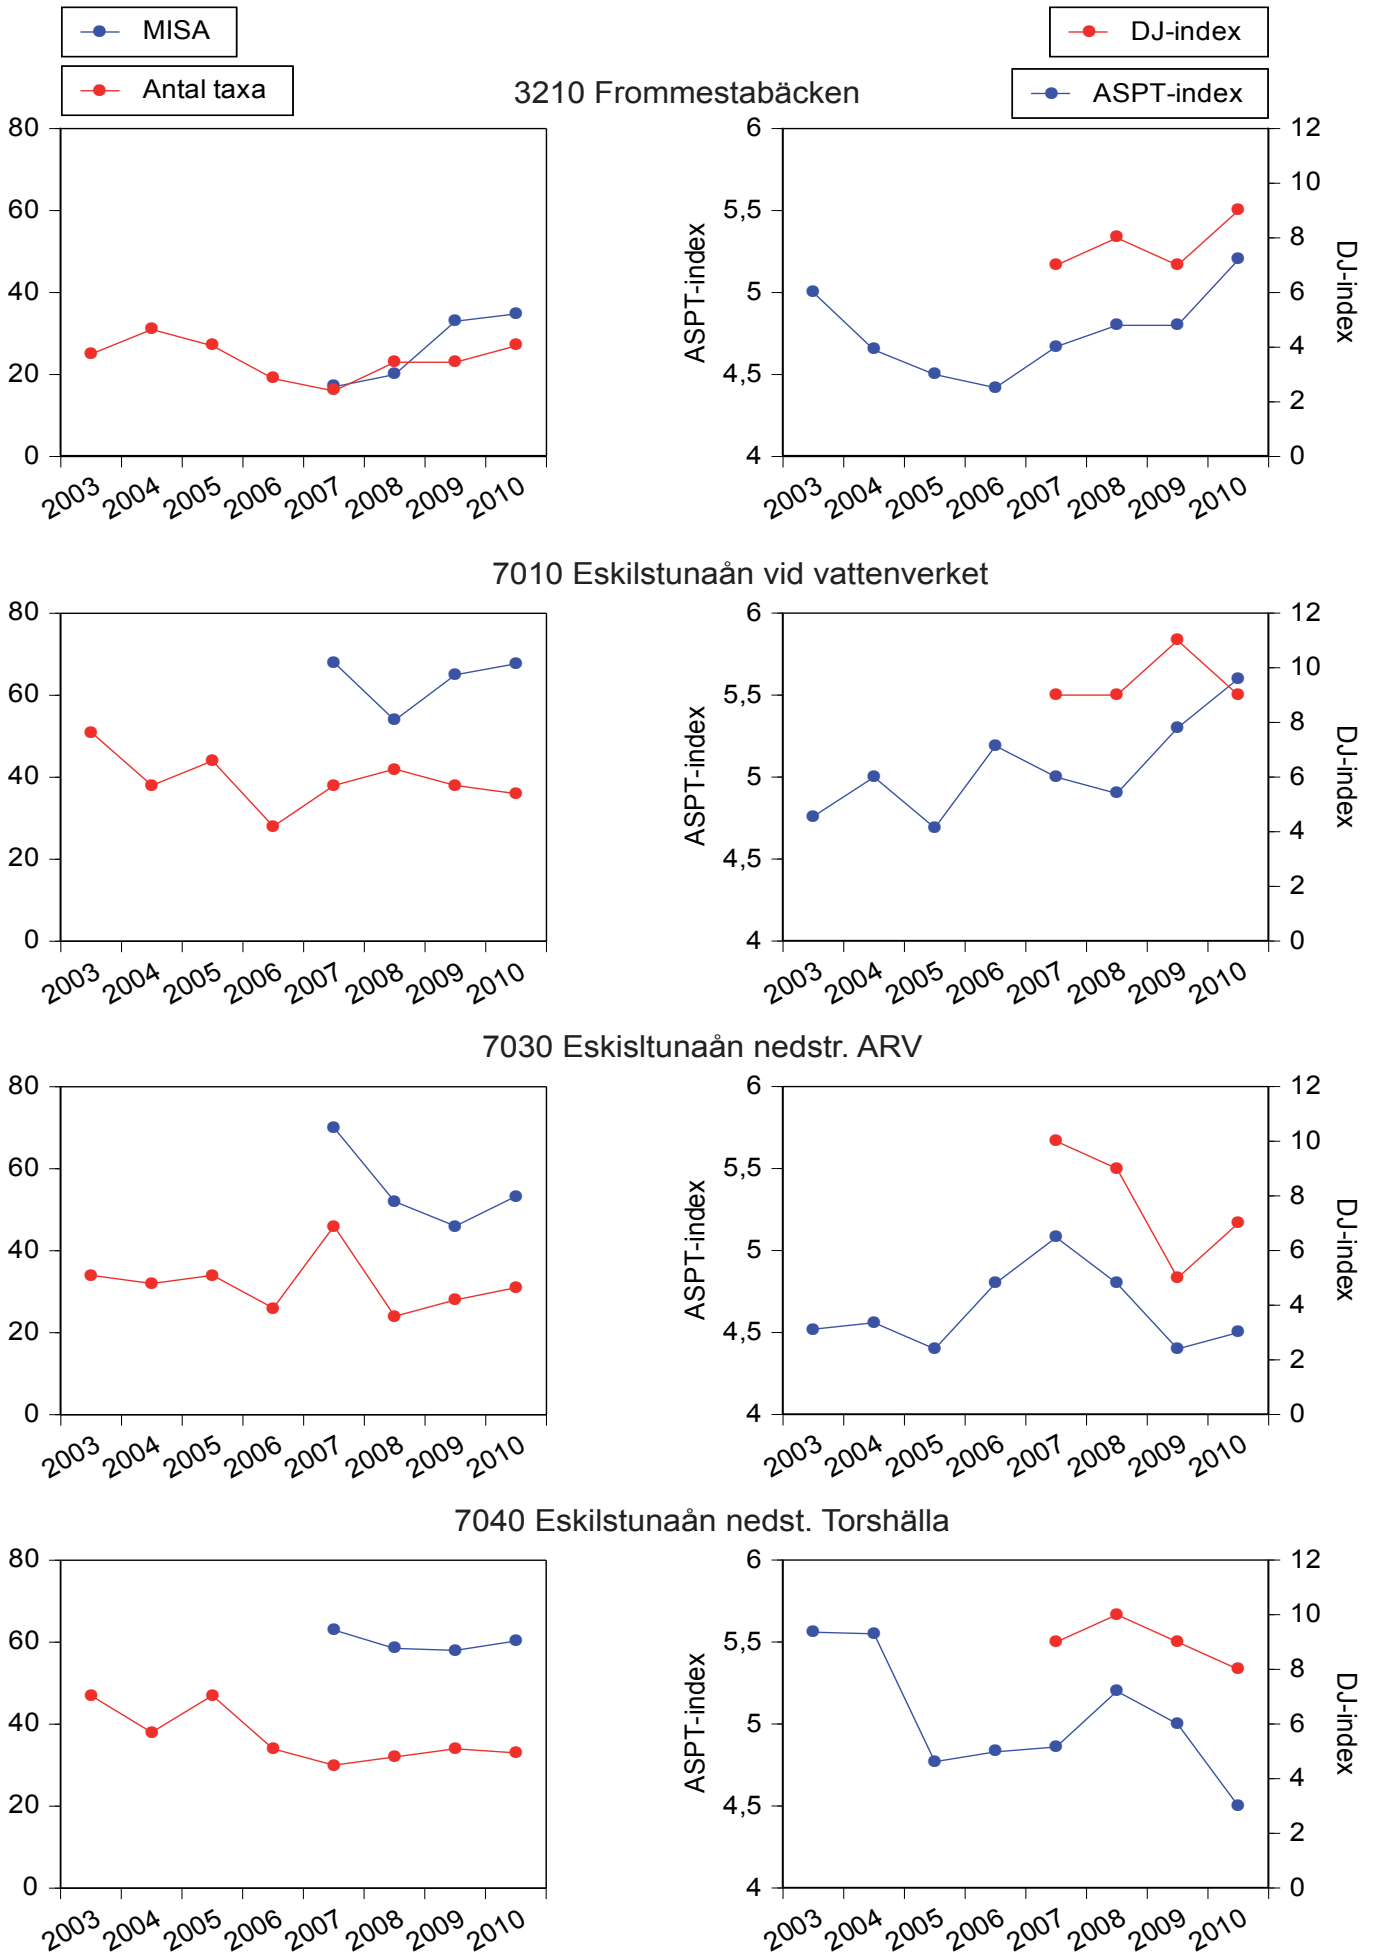 MISA
Antal taxa
DJ-index
ASPT-index
3210 Frommestabäcken
80
60
40
20
0
2003 2004 2005 2006 2007 2008 2009 2010
ASPT-index
6
5,5
5
4,5
4
12
10
8
6
4
2
0
DJ-index
2003 2004 2005 2006 2007 2008 2009 2010
7010 Eskilstunaån vid vattenverket
80
60
40
20
0
2003 2004 2005 2006 2007 2008 2009 2010
ASPT-index
6
5,5
5
4,5
4
12
10
8
6
4
2
0
DJ-index
2003 2004 2005 2006 2007 2008 2009 2010
7030 Eskisltunaån nedstr. ARV
80
60
40
20
0
2003 2004 2005 2006 2007 2008 2009 2010
ASPT-index
6
5,5
5
4,5
4
12
10
8
6
4
2
0
DJ-index
2003 2004 2005 2006 2007 2008 2009 2010
7040 Eskilstunaån nedst. Torshälla
80
60
40
20
0
2003 2004 2005 2006 2007 2008 2009 2010
ASPT-index
6
5,5
5
4,5
4
12
10
8
6
4
2
0
DJ-index
2003 2004 2005 2006 2007 2008 2009 2010